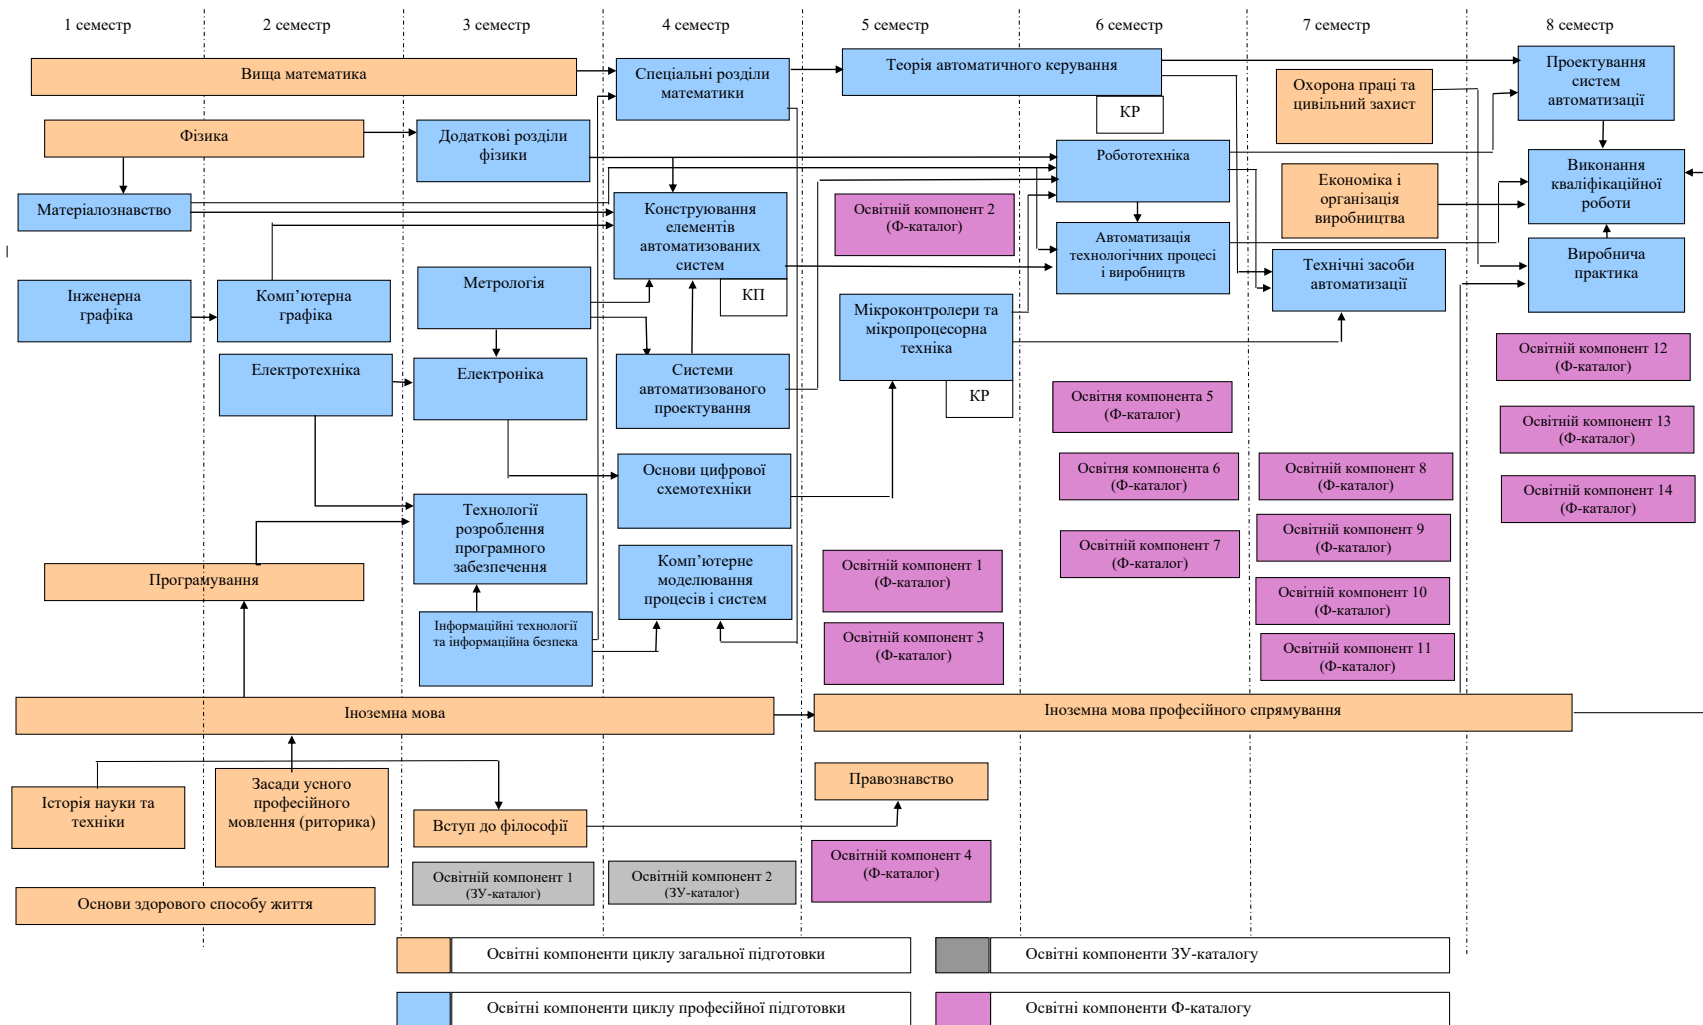 1 семестр
2 семестр
3 семестр
4 семестр
5 семестр
6 семестр
7 семестр
8 семестр
Вища математика
Спеціальні розділи
математики
Теорія автоматичного керування
КР
Охорона праці та
цивільний захист
Проектування
систем
автоматизації
Фізика
Додаткові розділи
фізики
Робототехніка
Економіка і
організація
виробництва
Виконання
кваліфікаційної
роботи
Матеріалознавство
Конструювання
елементів
автоматизованих
систем
КП
Освітній компонент 2
(Ф-каталог)
Автоматизація
технологічних процесі
і виробництв
Технічні засоби
автоматизації
Виробнича
практика
Інженерна
графіка
Комп’ютерна
графіка
Метрологія
Мікроконтролери та
мікропроцесорна
техніка
КР
Електротехніка
Електроніка
Системи
автоматизованого
проектування
Освітня компонента 5
(Ф-каталог)
Освітній компонент 12
(Ф-каталог)
Освітній компонент 13
(Ф-каталог)
Основи цифрової
схемотехніки
Освітня компонента 6
(Ф-каталог)
Освітній компонент 8
(Ф-каталог)
Освітній компонент 14
(Ф-каталог)
Технології
розроблення
програмного
забезпечення
Освітній компонент 9
(Ф-каталог)
Освітній компонент 7
(Ф-каталог)
Програмування
Комп’ютерне
моделювання
процесів і систем
Освітній компонент 1
(Ф-каталог)
Освітній компонент 10
(Ф-каталог)
Інформаційні технології
та інформаційна безпека
Освітній компонент 3
(Ф-каталог)
Освітній компонент 11
(Ф-каталог)
Іноземна мова
Іноземна мова професійного спрямування
Історія науки та
техніки
Засади усного
професійного
мовлення (риторика)
Вступ до філософії
Правознавство
Освітній компонент 1
(ЗУ-каталог)
Освітній компонент 2
(ЗУ-каталог)
Освітній компонент 4
(Ф-каталог)
Основи здорового способу життя
Освітні компоненти циклу загальної підготовки
Освітні компоненти ЗУ-каталогу
Освітні компоненти циклу професійної підготовки
Освітні компоненти Ф-каталогу